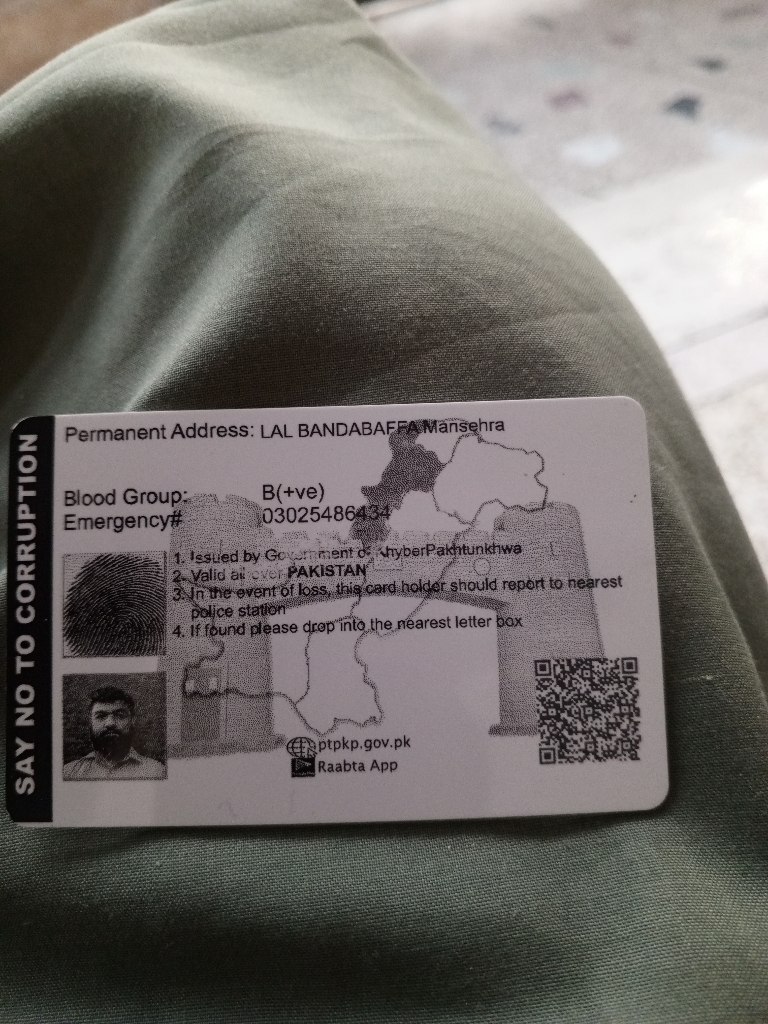 SAY NO TO CORRUPTION
Permanent Address: LAL BANDABAFFA Mansehra
Blood Group: B(+ve)
Emergency# 03025486434
1. Issued by Government of KhyberPakhtunkhwa
2. Valid all over PAKISTAN
3. In the event of loss, this card holder should report to nearest
police station
4. If found please drop into the nearest letter box
ptpkp.gov.pk
Raabta App